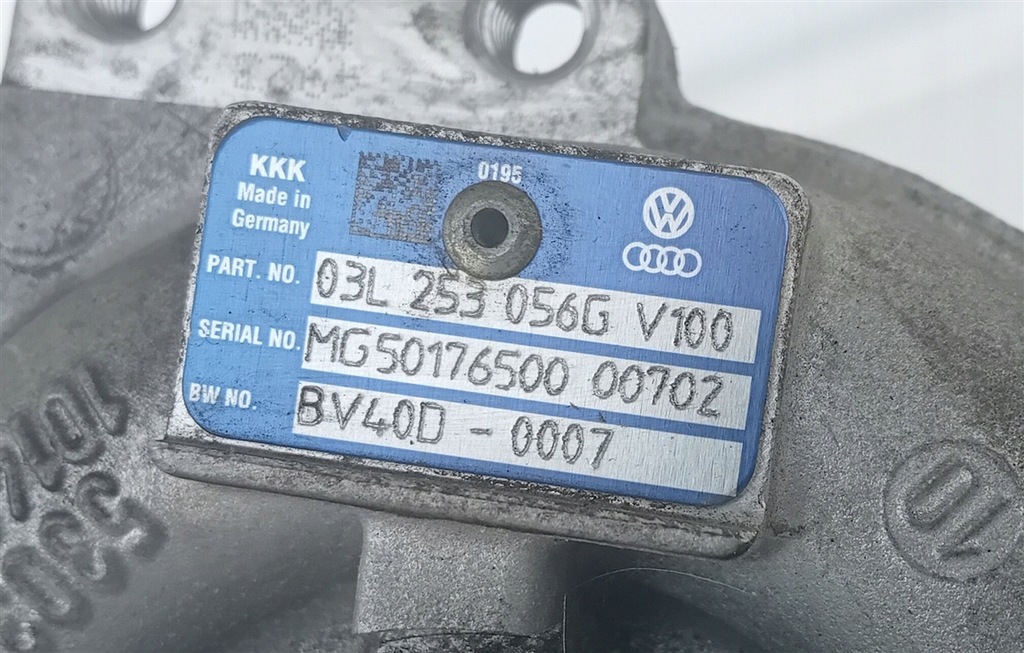 KKK
Made in
Germany
0195
PART. NO. 03L 253 056G V100
SERIAL NO. MG50176500 00702
BW NO. BV40D - 0007
10